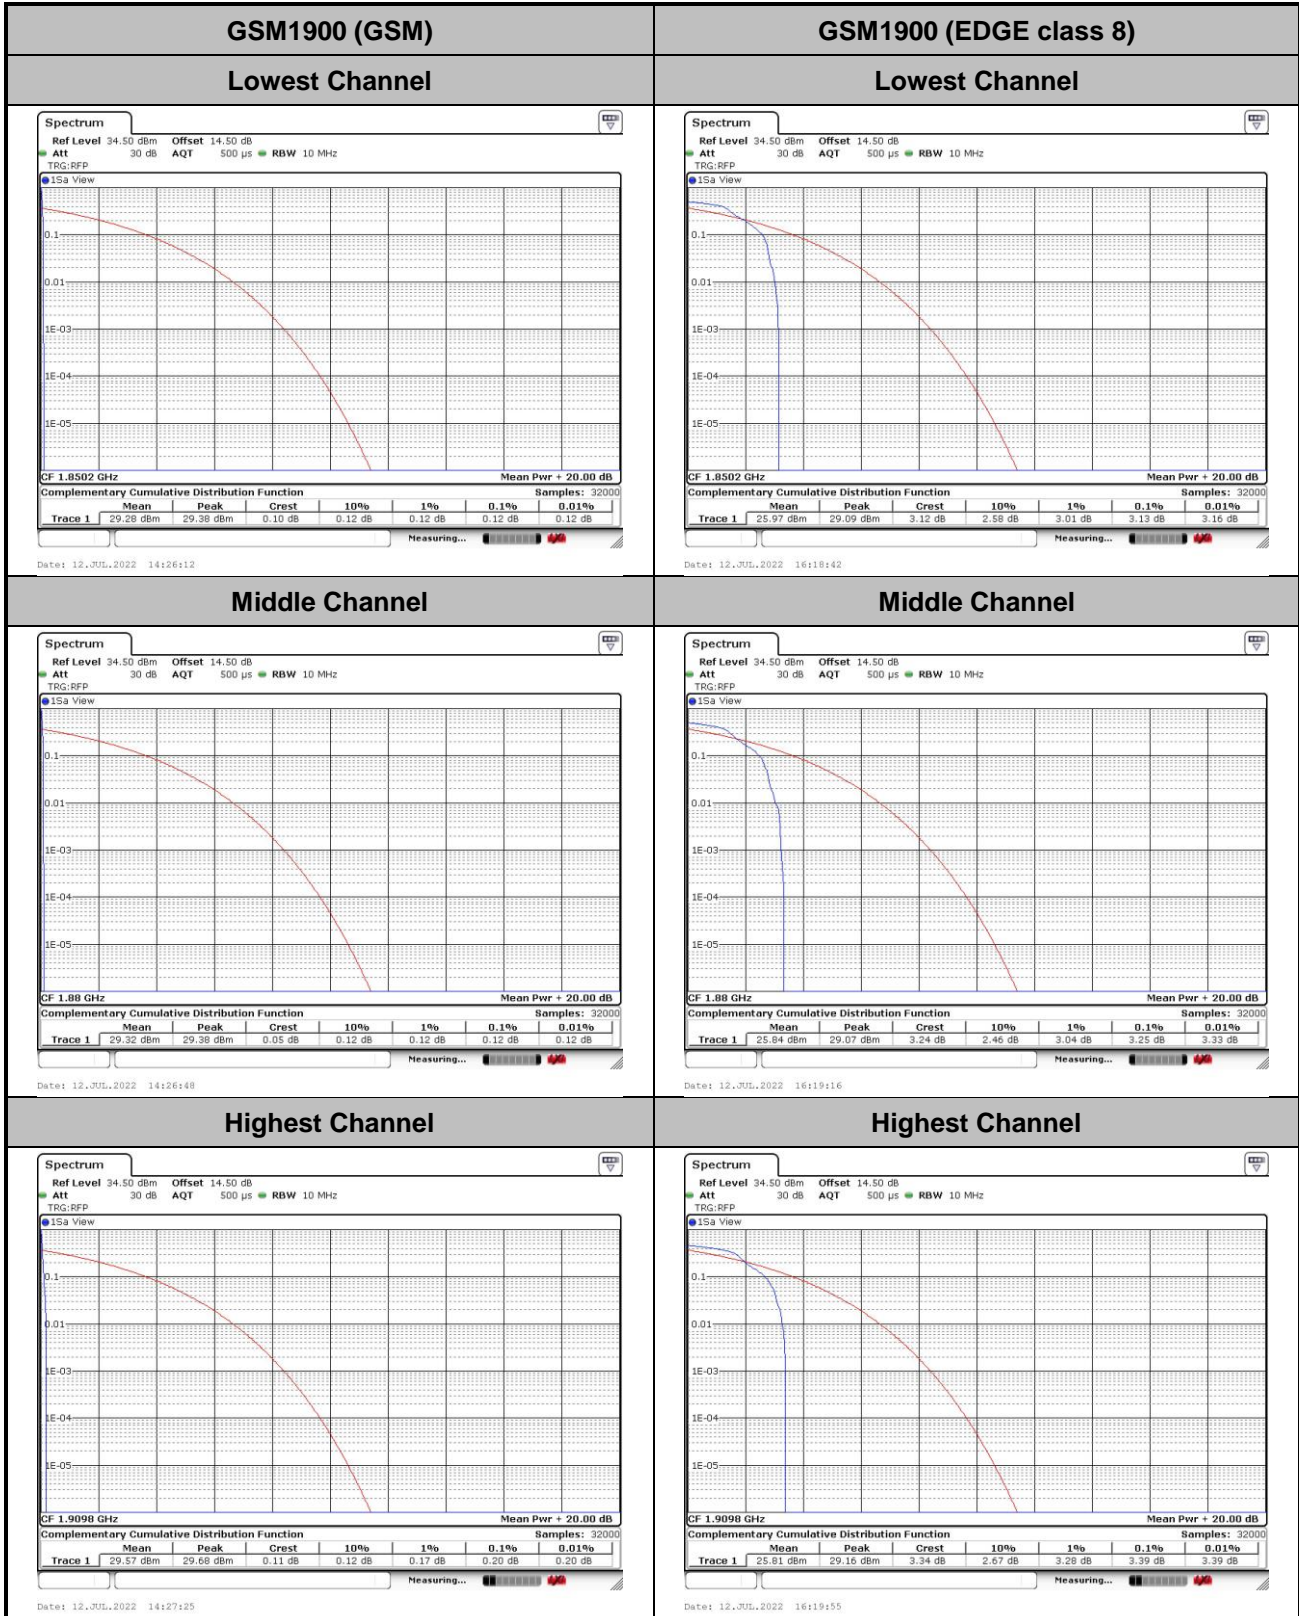 GSM1900 (GSM) GSM1900 (EDGE class 8)
Lowest Channel Lowest Channel
Spectrum
Ref Level 34.50 dBm Offset 14.50 dB
Att 30 dB AQT 500 µs RBW 10 MHz
TRG:RFP
1Sa View
0.1
0.01
1E-03
1E-04
1E-05
CF 1.8502 GHz Mean Pwr + 20.00 dB
Complementary Cumulative Distribution Function Samples: 32000
Mean Peak Crest 10% 1% 0.1% 0.01%
Trace 1 29.28 dBm 29.38 dBm 0.10 dB 0.12 dB 0.12 dB 0.12 dB 0.12 dB
Measuring...
Date: 12.JUL.2022 14:26:12
Spectrum
Ref Level 34.50 dBm Offset 14.50 dB
Att 30 dB AQT 500 µs RBW 10 MHz
TRG:RFP
1Sa View
0.1
0.01
1E-03
1E-04
1E-05
CF 1.8502 GHz Mean Pwr + 20.00 dB
Complementary Cumulative Distribution Function Samples: 32000
Mean Peak Crest 10% 1% 0.1% 0.01%
Trace 1 25.97 dBm 29.09 dBm 3.12 dB 2.58 dB 3.01 dB 3.13 dB 3.16 dB
Measuring...
Date: 12.JUL.2022 16:18:42
Middle Channel Middle Channel
Spectrum
Ref Level 34.50 dBm Offset 14.50 dB
Att 30 dB AQT 500 µs RBW 10 MHz
TRG:RFP
1Sa View
0.1
0.01
1E-03
1E-04
1E-05
CF 1.88 GHz Mean Pwr + 20.00 dB
Complementary Cumulative Distribution Function Samples: 32000
Mean Peak Crest 10% 1% 0.1% 0.01%
Trace 1 29.32 dBm 29.38 dBm 0.05 dB 0.12 dB 0.12 dB 0.12 dB 0.12 dB
Measuring...
Date: 12.JUL.2022 14:26:48
Spectrum
Ref Level 34.50 dBm Offset 14.50 dB
Att 30 dB AQT 500 µs RBW 10 MHz
TRG:RFP
1Sa View
0.1
0.01
1E-03
1E-04
1E-05
CF 1.88 GHz Mean Pwr + 20.00 dB
Complementary Cumulative Distribution Function Samples: 32000
Mean Peak Crest 10% 1% 0.1% 0.01%
Trace 1 25.84 dBm 29.07 dBm 3.24 dB 2.46 dB 3.04 dB 3.25 dB 3.33 dB
Measuring...
Date: 12.JUL.2022 16:19:16
Highest Channel Highest Channel
Spectrum
Ref Level 34.50 dBm Offset 14.50 dB
Att 30 dB AQT 500 µs RBW 10 MHz
TRG:RFP
1Sa View
0.1
0.01
1E-03
1E-04
1E-05
CF 1.9098 GHz Mean Pwr + 20.00 dB
Complementary Cumulative Distribution Function Samples: 32000
Mean Peak Crest 10% 1% 0.1% 0.01%
Trace 1 29.57 dBm 29.68 dBm 0.11 dB 0.12 dB 0.17 dB 0.20 dB 0.20 dB
Measuring...
Date: 12.JUL.2022 14:27:25
Spectrum
Ref Level 34.50 dBm Offset 14.50 dB
Att 30 dB AQT 500 µs RBW 10 MHz
TRG:RFP
1Sa View
0.1
0.01
1E-03
1E-04
1E-05
CF 1.9098 GHz Mean Pwr + 20.00 dB
Complementary Cumulative Distribution Function Samples: 32000
Mean Peak Crest 10% 1% 0.1% 0.01%
Trace 1 25.81 dBm 29.16 dBm 3.34 dB 2.67 dB 3.28 dB 3.39 dB 3.39 dB
Measuring...
Date: 12.JUL.2022 16:19:55